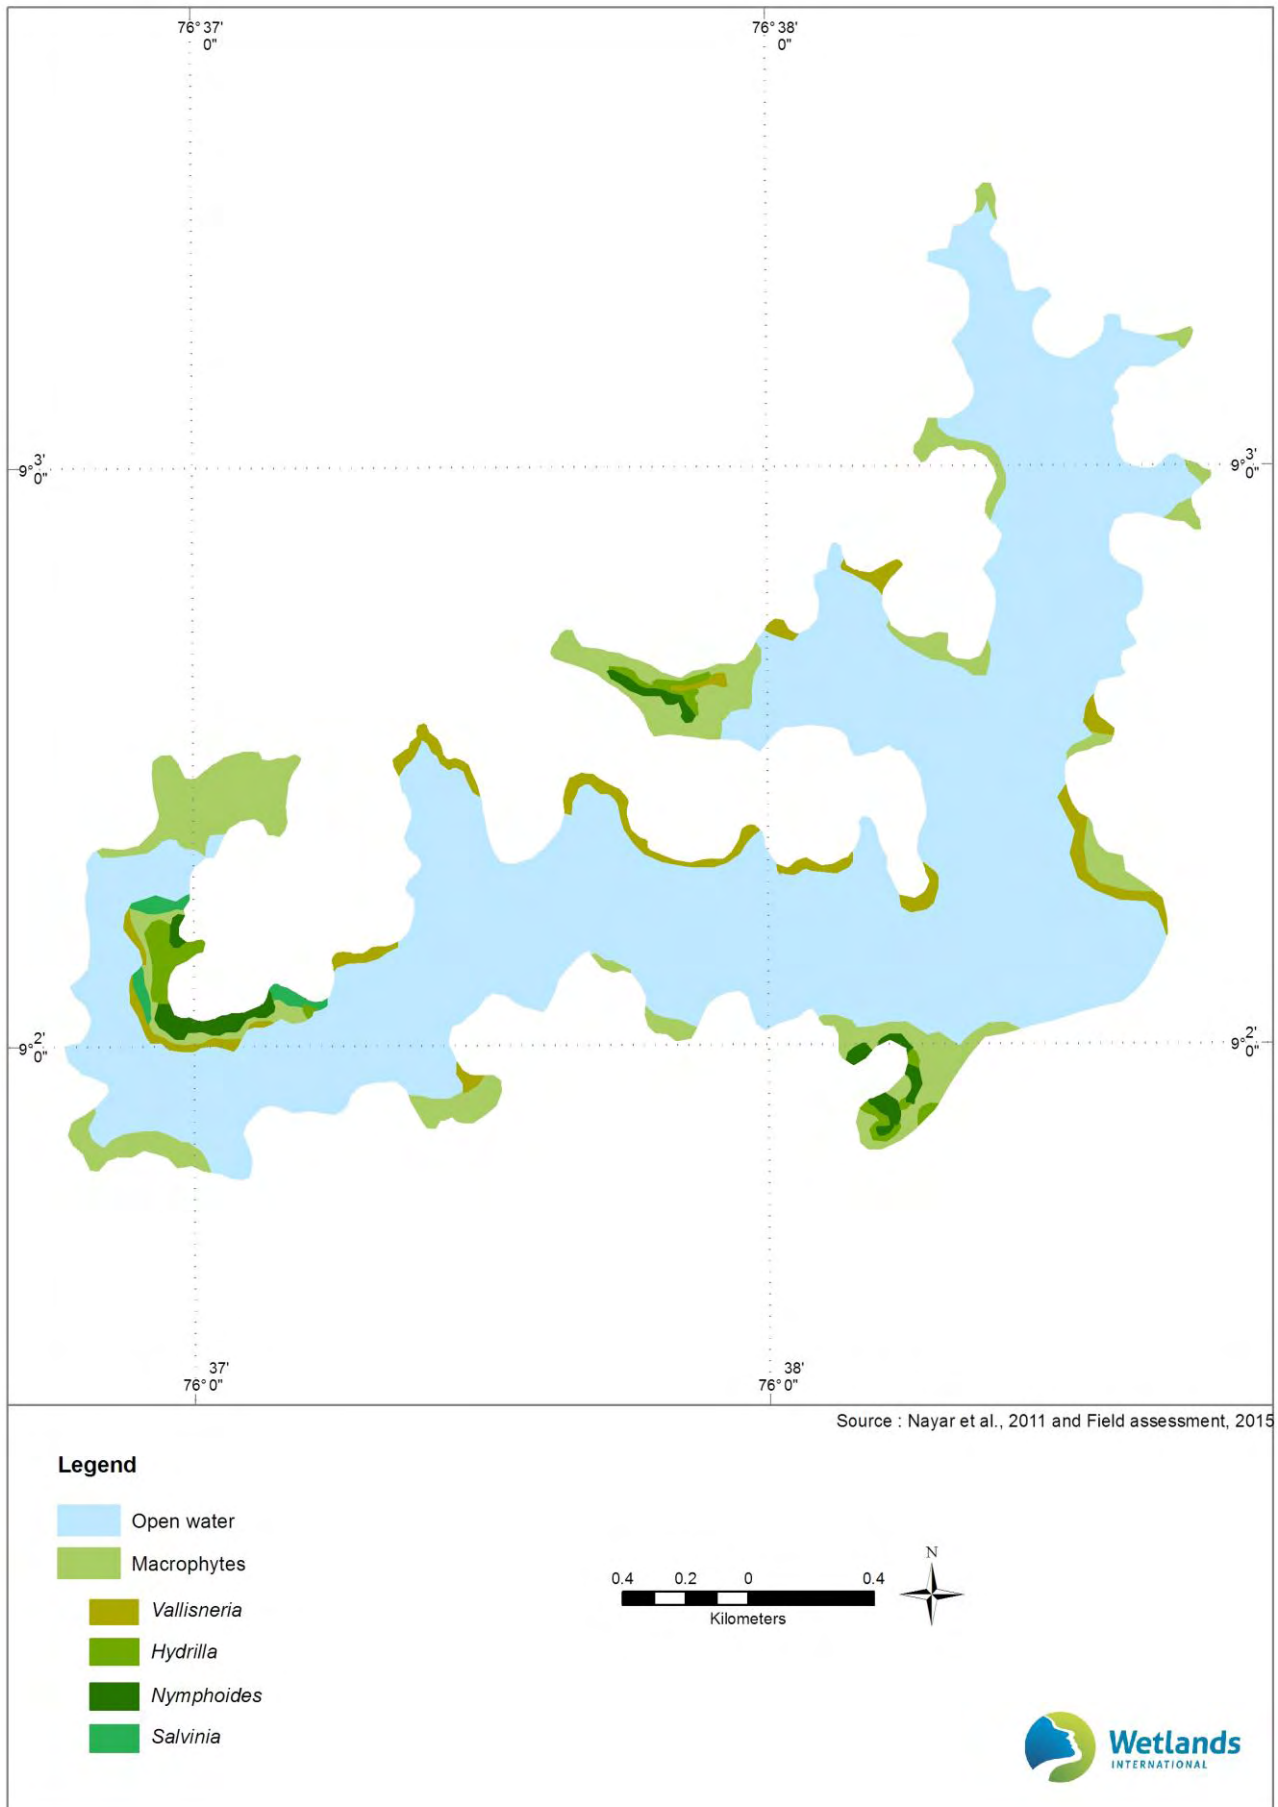 76° 37' 76° 38'
0" 0"
9° 3' 9° 3'
0" 0"
9° 2' 9° 2'
0" 0"
37' 38'
76° 0" 76° 0"
Source : Nayar et al., 2011 and Field assessment, 2015
Legend
Open water
Macrophytes
Vallisneria
Hydrilla
Nymphoides
Salvinia
N
0.4 0.2 0 0.4
Kilometers
Wetlands
INTERNATIONAL